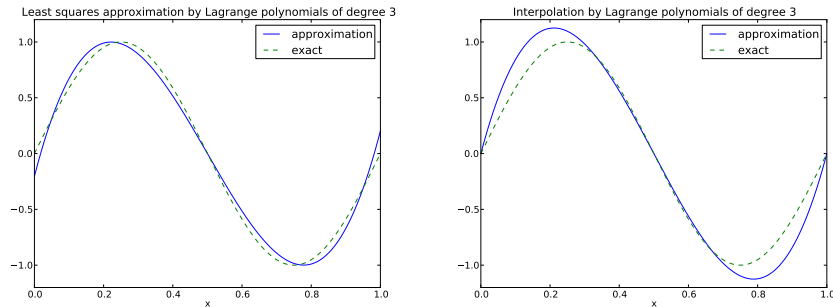 Least squares approximation by Lagrange polynomials of degree 3
approximation
exact
1.0
0.5
0.0
−0.5
−1.0
0.0 0.2 0.4 0.6 0.8 1.0
x
Interpolation by Lagrange polynomials of degree 3
approximation
exact
1.0
0.5
0.0
−0.5
−1.0
0.0 0.2 0.4 0.6 0.8 1.0
x